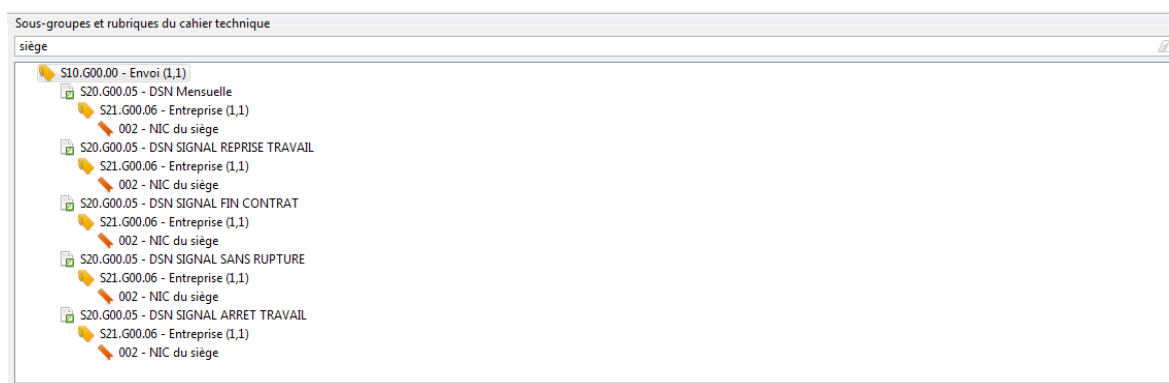 Sous-groupes et rubriques du cahier technique
siège
S10.G00.00 - Envoi (1,1)
S20.G00.05 - DSN Mensuelle
S21.G00.06 - Entreprise (1,1)
002 - NIC du siège
S20.G00.05 - DSN SIGNAL REPRISE TRAVAIL
S21.G00.06 - Entreprise (1,1)
002 - NIC du siège
S20.G00.05 - DSN SIGNAL FIN CONTRAT
S21.G00.06 - Entreprise (1,1)
002 - NIC du siège
S20.G00.05 - DSN SIGNAL SANS RUPTURE
S21.G00.06 - Entreprise (1,1)
002 - NIC du siège
S20.G00.05 - DSN SIGNAL ARRET TRAVAIL
S21.G00.06 - Entreprise (1,1)
002 - NIC du siège